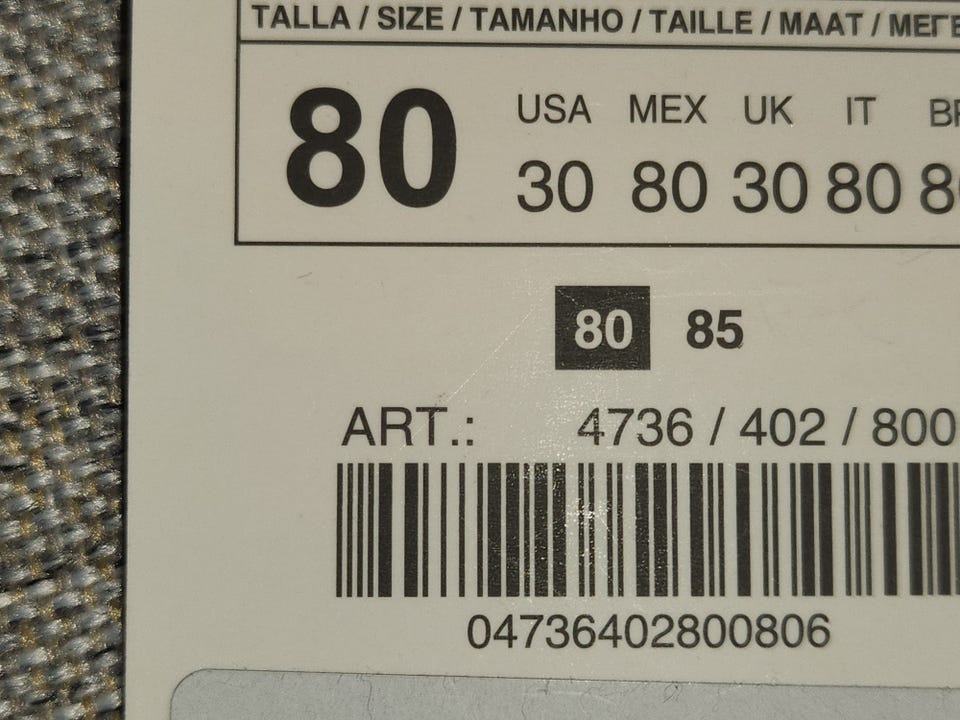 TALLA / SIZE / TAMANHO / TAILLE / MAAT / ΜΕΓΕ
80 USA MEX UK IT
30 80 30 80
80 85
ART.: 4736 / 402 / 800
04736402800806